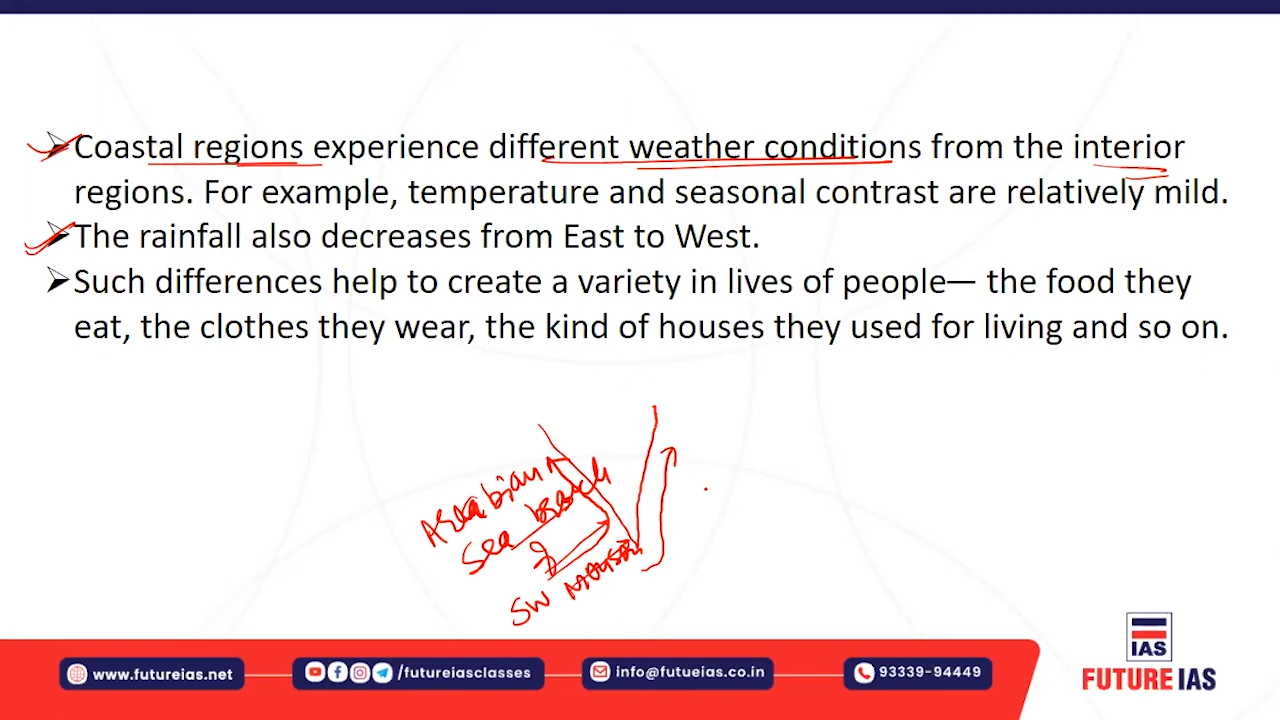 ➢Coastal regions experience different weather conditions from the interior
regions. For example, temperature and seasonal contrast are relatively mild.
➢The rainfall also decreases from East to West.
➢Such differences help to create a variety in lives of people— the food they
eat, the clothes they wear, the kind of houses they used for living and so on.
Arabian
Sea branch
SW
IAS
www.futureias.net
/futureiasclasses
info@futueias.co.in
93339-94449
FUTURE IAS